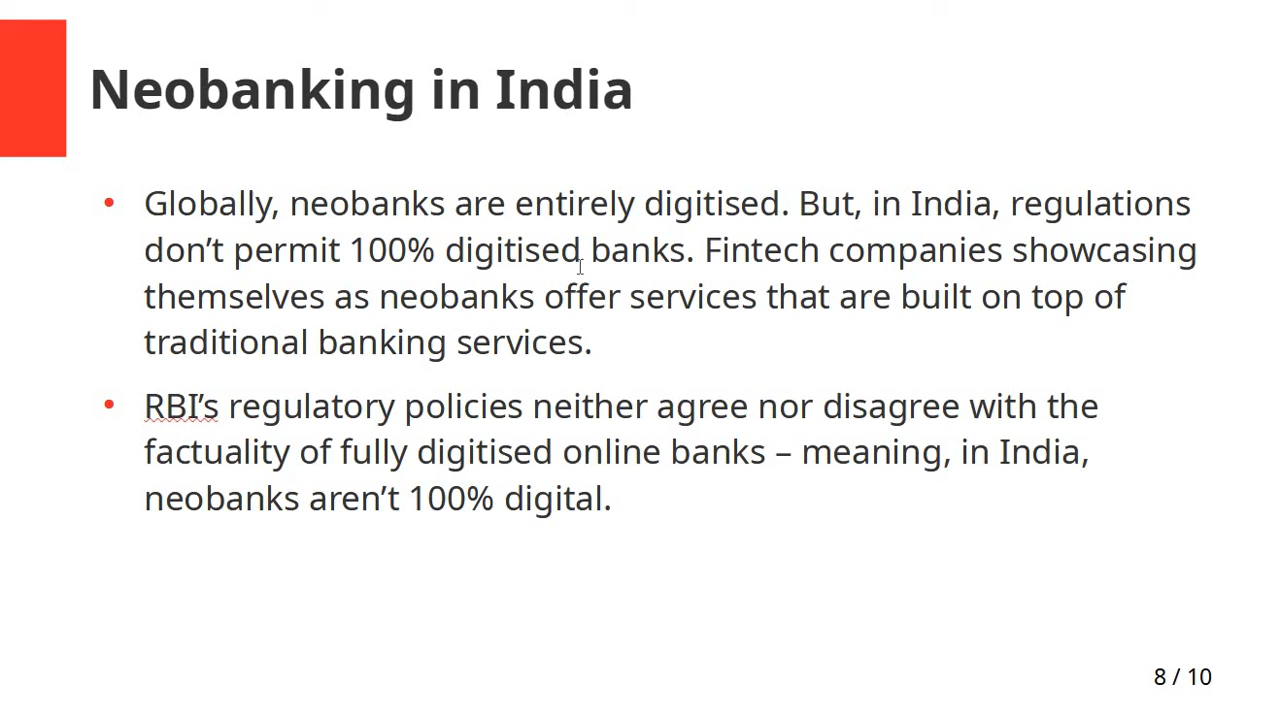 Neobanking in India
• Globally, neobanks are entirely digitised. But, in India, regulations
don’t permit 100% digitised banks. Fintech companies showcasing
themselves as neobanks offer services that are built on top of
traditional banking services.
• RBI’s regulatory policies neither agree nor disagree with the
factuality of fully digitised online banks – meaning, in India,
neobanks aren’t 100% digital.
8 / 10